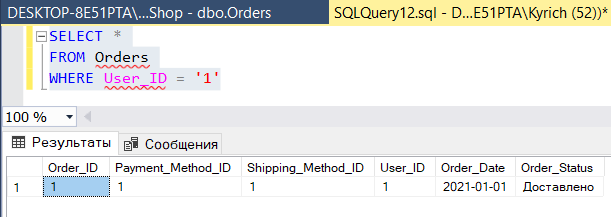 DESKTOP-8E51PTA\...Shop - dbo.Orders SQLQuery12.sql - D...E51PTA\Kyrich (52))*
SELECT *
FROM Orders
WHERE User_ID = '1'
100 %
Результаты Сообщения
Order_ID Payment_Method_ID Shipping_Method_ID User_ID Order_Date Order_Status
1 1 1 1 1 2021-01-01 Доставлено